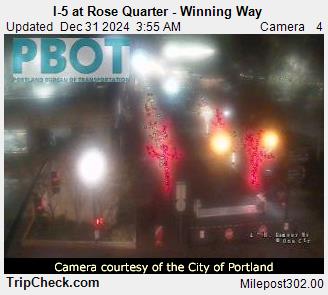 I-5 at Rose Quarter - Winning Way
Updated Dec 31 2024 3:55 AM Camera 4
PBOT
PORTLAND BUREAU OF TRANSPORTATION
Camera courtesy of the City of Portland
TripCheck.com Milepost302.00